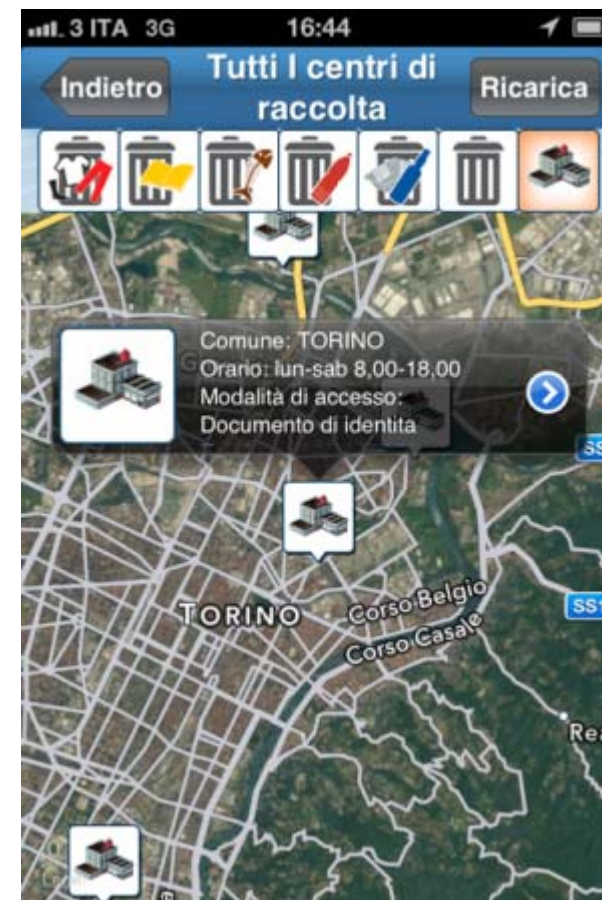 3 ITA 3G 16:44
Indietro
Tutti I centri di
raccolta
Ricarica
Comune: TORINO
Orario: lun-sab 8,00-18,00
Modalità di accesso:
Documento di identita
TORINO
Corso Belgio
Corso Casale